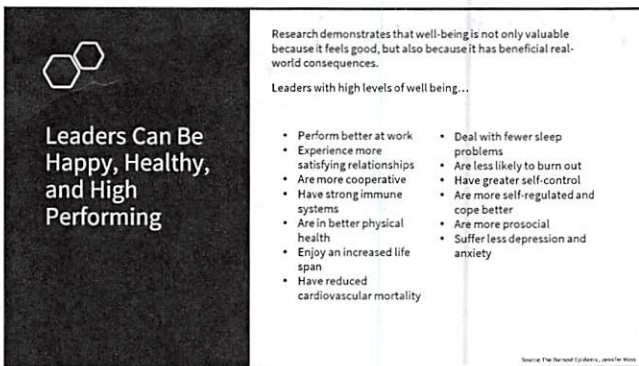 Leaders Can Be
Happy, Healthy,
and High
Performing
Research demonstrates that well-being is not only valuable
because it feels good, but also because it has beneficial real-
world consequences.
Leaders with high levels of well being…
• Perform better at work
• Experience more
satisfying relationships
• Are more cooperative
• Have strong immune
systems
• Are in better physical
health
• Enjoy an increased life
span
• Have reduced
cardiovascular mortality
• Deal with fewer sleep
problems
• Are less likely to burn out
• Have greater self-control
• Are more self-regulated and
cope better
• Are more prosocial
• Suffer less depression and
anxiety
Source: The Burnout Epidemic, Jennifer Moss